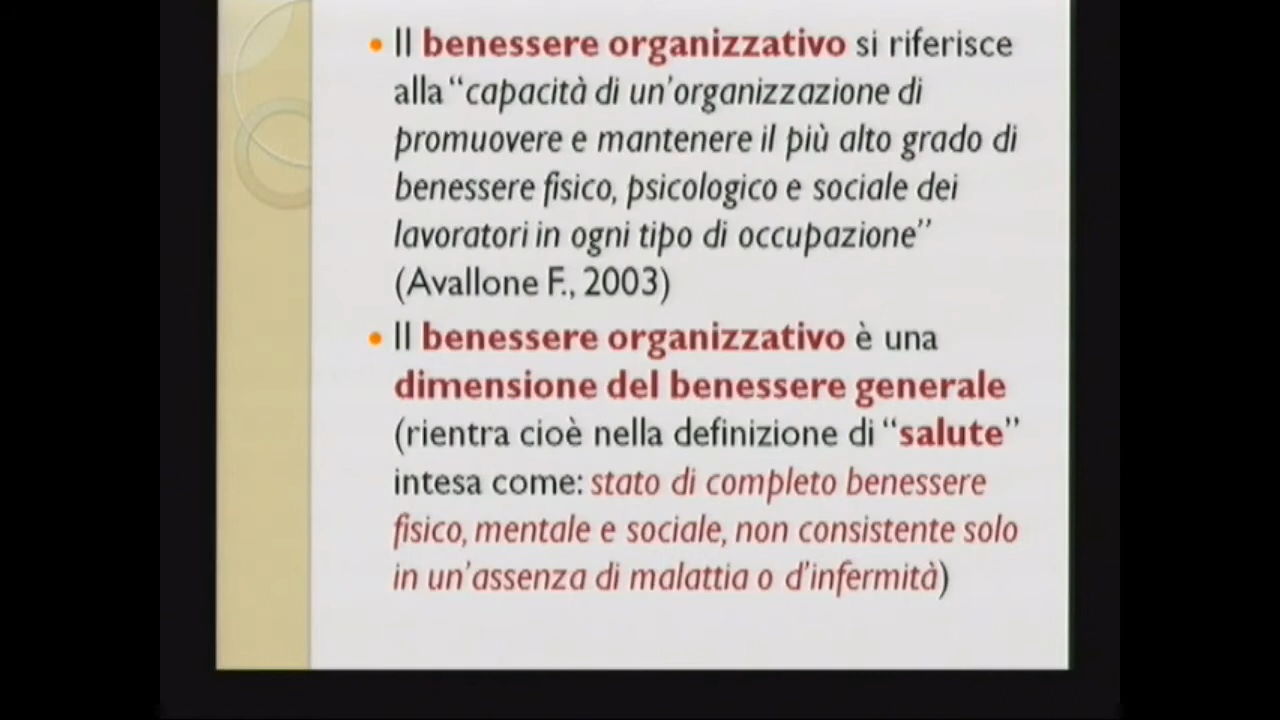 • Il benessere organizzativo si riferisce
alla "capacità di un'organizzazione di
promuovere e mantenere il più alto grado di
benessere fisico, psicologico e sociale dei
lavoratori in ogni tipo di occupazione"
(Avallone F., 2003)
• Il benessere organizzativo è una
dimensione del benessere generale
(rientra cioè nella definizione di "salute"
intesa come: stato di completo benessere
fisico, mentale e sociale, non consistente solo
in un'assenza di malattia o d'infermità)